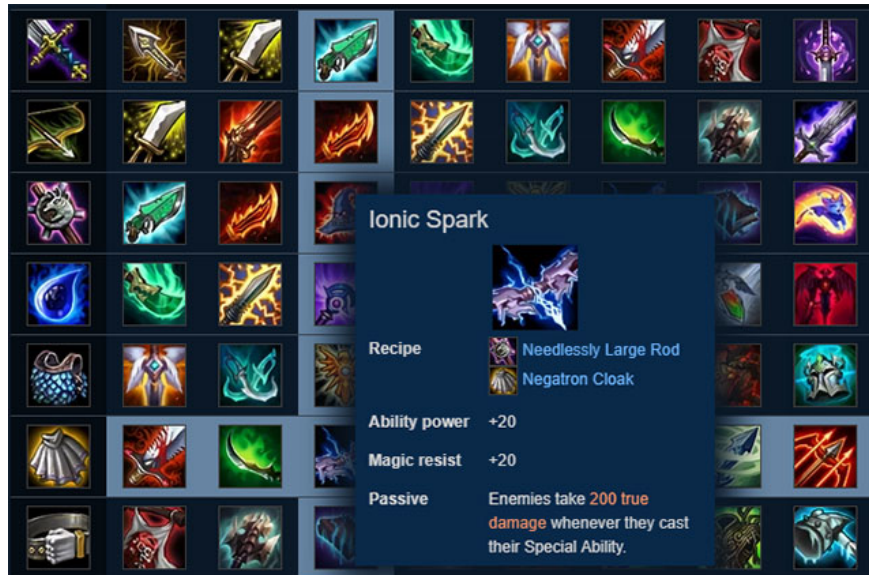 Ionic Spark
Recipe
Needlessly Large Rod
Negatron Cloak
Ability power +20
Magic resist +20
Passive Enemies take 200 true
damage whenever they cast
their Special Ability.